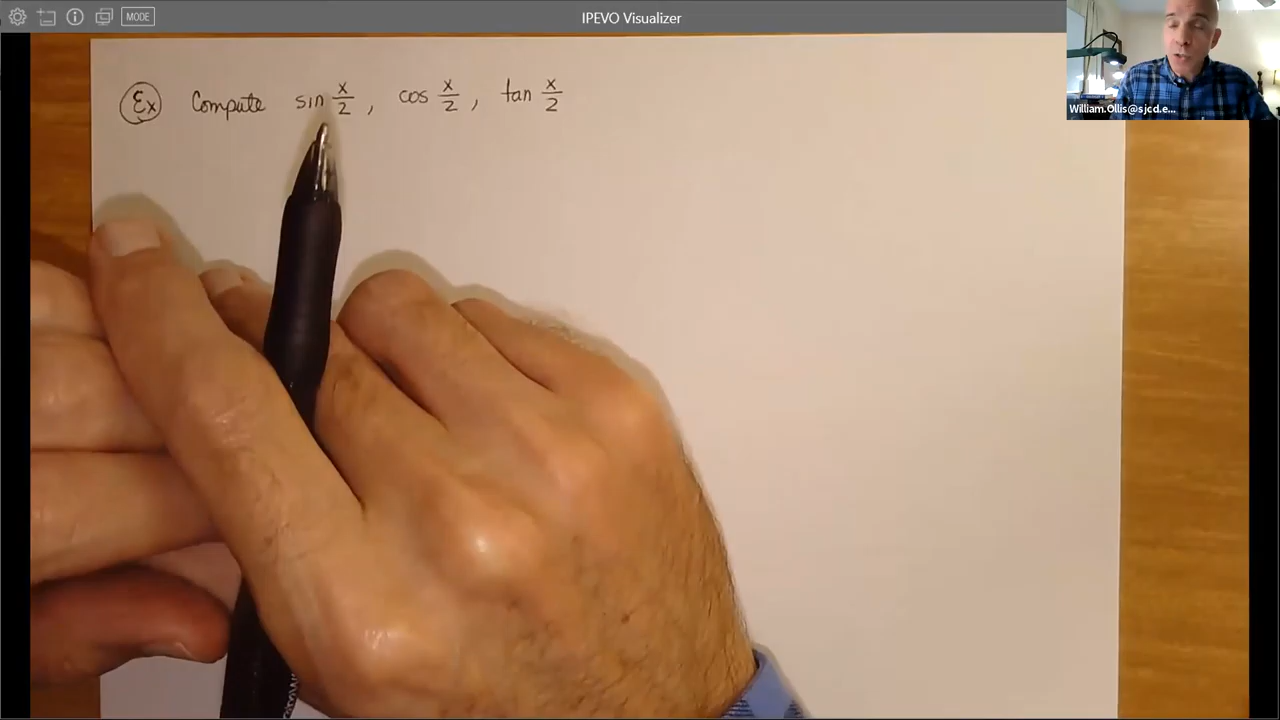 IPEVO Visualizer
MODE
Ex Compute sin x/2, cos x/2, tan x/2
William.Ollis@sjcd.e...